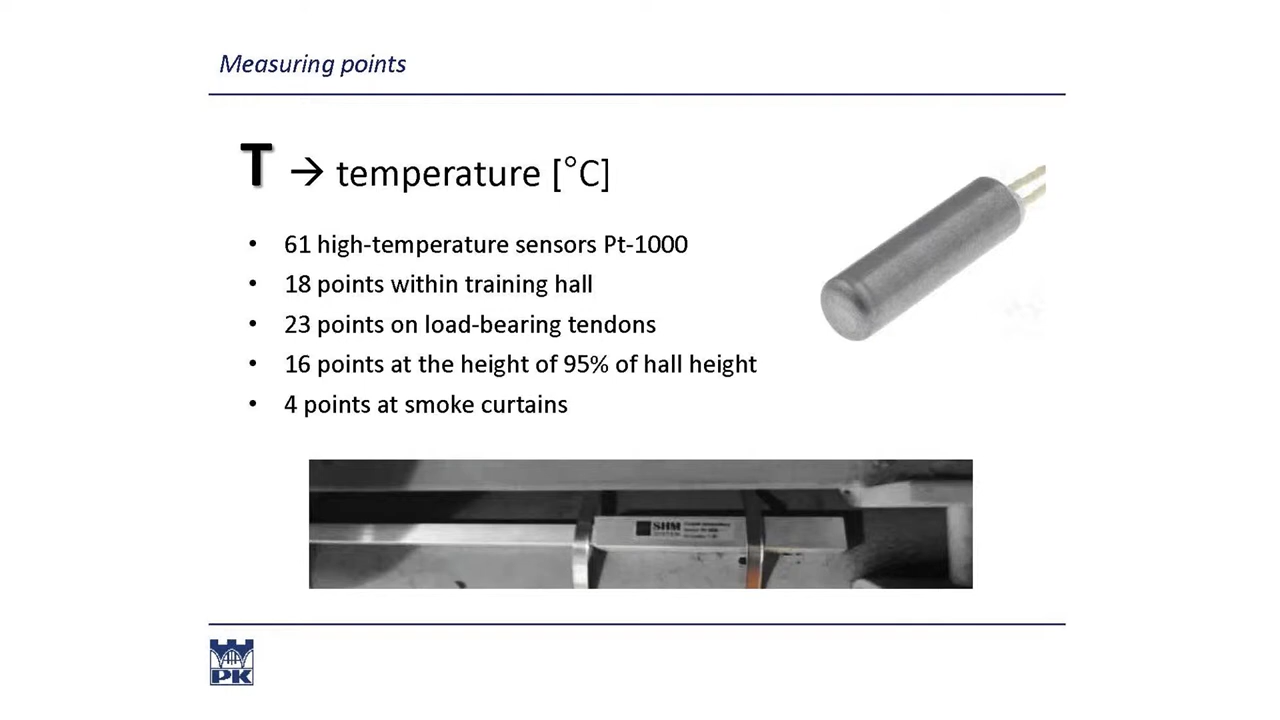 Measuring points
T → temperature [°C]
• 61 high-temperature sensors Pt-1000
• 18 points within training hall
• 23 points on load-bearing tendons
• 16 points at the height of 95% of hall height
• 4 points at smoke curtains
SHM
SYSTEM
PK